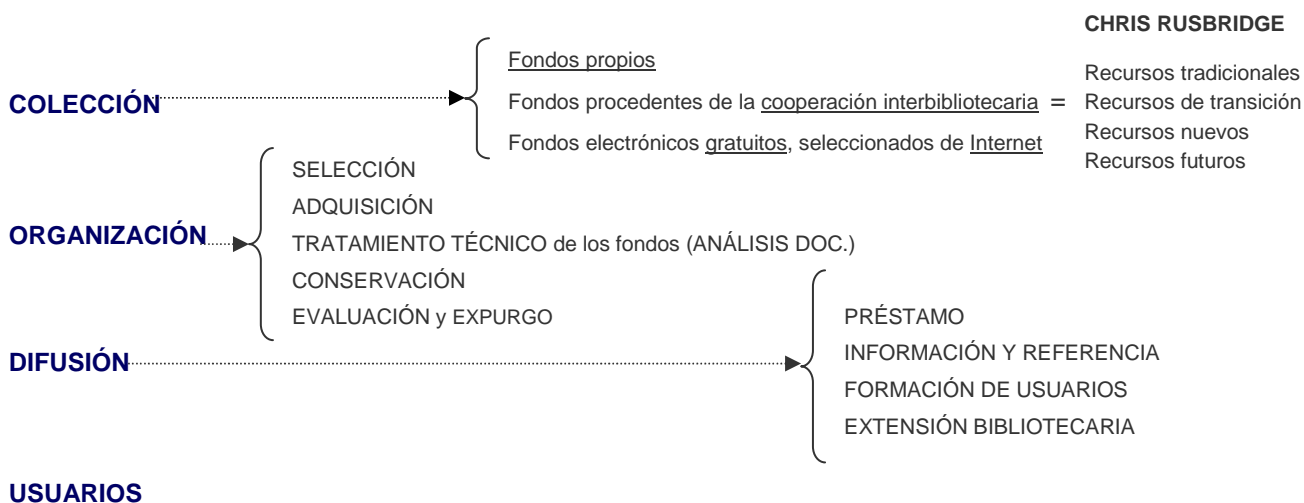 CHRIS RUSBRIDGE
Recursos tradicionales
Recursos de transición
Recursos nuevos
Recursos futuros
COLECCIÓN
Fondos propios
Fondos procedentes de la cooperación interbibliotecaria =
Fondos electrónicos gratuitos, seleccionados de Internet
ORGANIZACIÓN
SELECCIÓN
ADQUISICIÓN
TRATAMIENTO TÉCNICO de los fondos (ANÁLISIS DOC.)
CONSERVACIÓN
EVALUACIÓN y EXPURGO
DIFUSIÓN
PRÉSTAMO
INFORMACIÓN Y REFERENCIA
FORMACIÓN DE USUARIOS
EXTENSIÓN BIBLIOTECARIA
USUARIOS